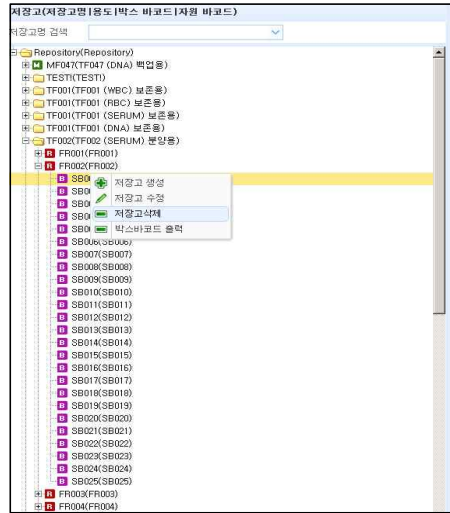 저장고(저장고명|용도|박스 바코드|자원 바코드)
저장고명 검색
Repository(Repository)
MF047(TF047 (DNA) 백업용)
TEST1(TEST1)
TF001(TF001 (WBC) 보존용)
TF001(TF001 (RBC) 보존용)
TF001(TF001 (SERUM) 보존용)
TF001(TF001 (DNA) 보존용)
TF002(TF002 (SERUM) 분양용)
FR001(FR001)
FR002(FR002)
저장고 생성
저장고 수정
저장고삭제
박스바코드 출력
SB006(SB006)
SB007(SB007)
SB008(SB008)
SB009(SB009)
SB010(SB010)
SB011(SB011)
SB012(SB012)
SB013(SB013)
SB014(SB014)
SB015(SB015)
SB016(SB016)
SB017(SB017)
SB018(SB018)
SB019(SB019)
SB020(SB020)
SB021(SB021)
SB022(SB022)
SB023(SB023)
SB024(SB024)
SB025(SB025)
FR003(FR003)
FR004(FR004)